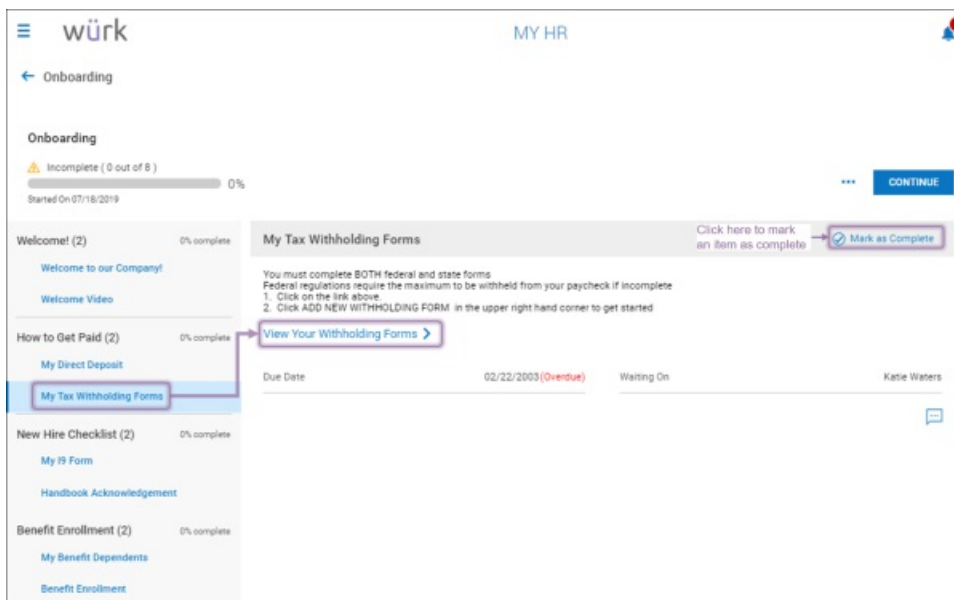 würk
MY HR
Onboarding
Onboarding
Incomplete ( 0 out of 8 )
0%
Started On 07/18/2019
CONTINUE
Welcome! (2) 0% complete
Welcome to our Company!
Welcome Video
How to Get Paid (2) 0% complete
My Direct Deposit
My Tax Withholding Forms
New Hire Checklist (2) 0% complete
My I9 Form
Handbook Acknowledgement
Benefit Enrollment (2) 0% complete
My Benefit Dependents
Benefit Enrollment
My Tax Withholding Forms
Click here to mark
an item as complete
Mark as Complete
You must complete BOTH federal and state forms
Federal regulations require the maximum to be withheld from your paycheck if incomplete
1. Click on the link above.
2. Click ADD NEW WITHHOLDING FORM in the upper right hand corner to get started
View Your Withholding Forms
Due Date 02/22/2003(Overdue) Waiting On Katie Waters